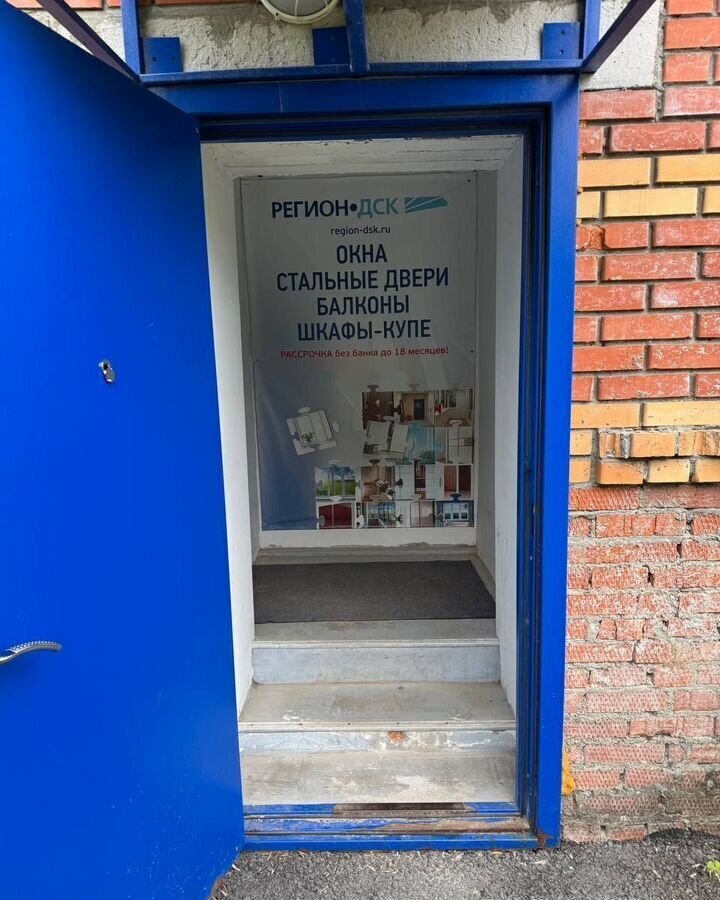 РЕГИОН•ДСК
region-dsk.ru
ОКНА
СТАЛЬНЫЕ ДВЕРИ
БАЛКОНЫ
ШКАФЫ-КУПЕ
РАССРОЧКА без банка до 18 месяцев!